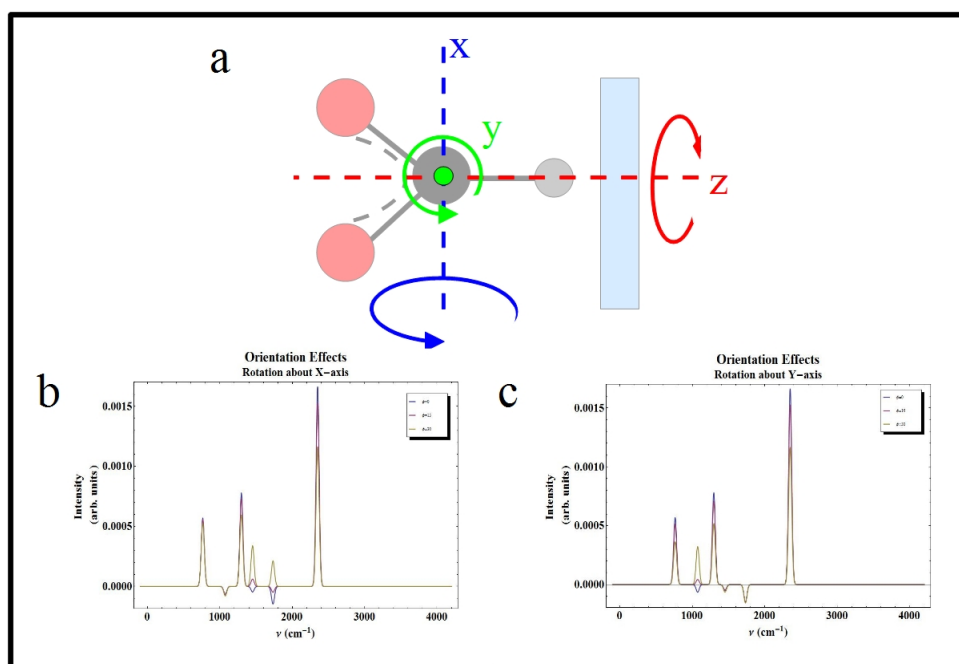 a
x
y
z
b
Orientation Effects
Rotation about X-axis
Intensity
(arb. units)
0.0015
0.0010
0.0005
0.0000
0
1000
2000
3000
4000
ν (cm⁻¹)
c
Orientation Effects
Rotation about Y-axis
Intensity
(arb. units)
0.0015
0.0010
0.0005
0.0000
0
1000
2000
3000
4000
ν (cm⁻¹)